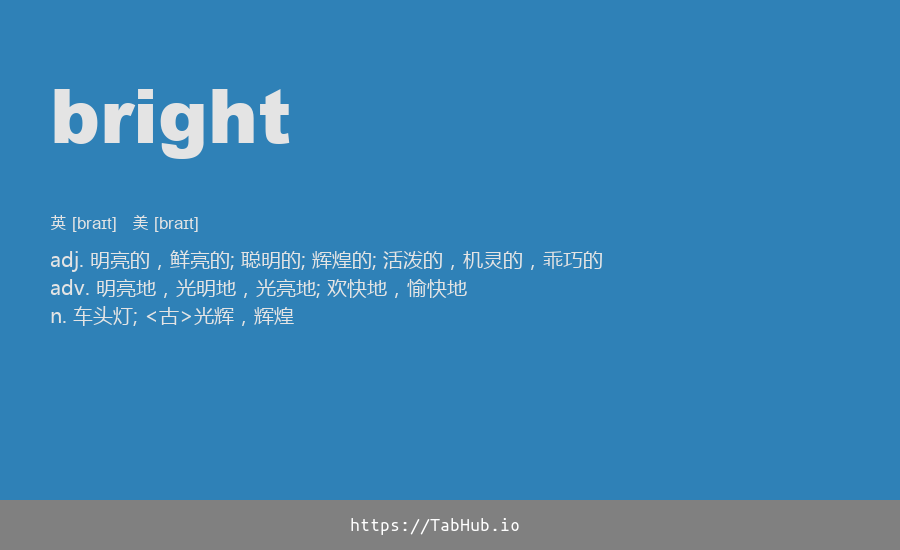 bright
英 [braɪt] 美 [braɪt]
adj. 明亮的，鲜亮的; 聪明的; 辉煌的; 活泼的，机灵的，乖巧的
adv. 明亮地，光明地，光亮地; 欢快地，愉快地
n. 车头灯; <古>光辉，辉煌
https://TabHub.io